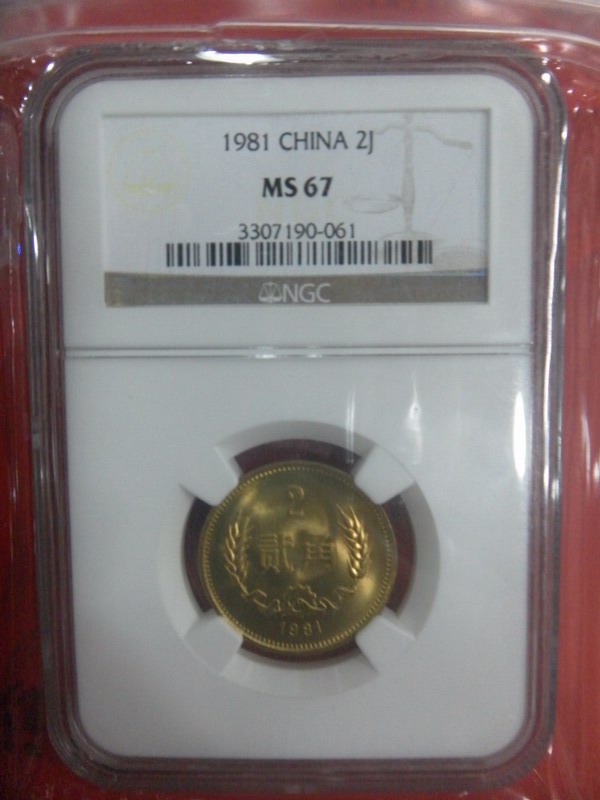 1981 CHINA 2J
MS 67
3307190-061
NGC
2
贰角
1981